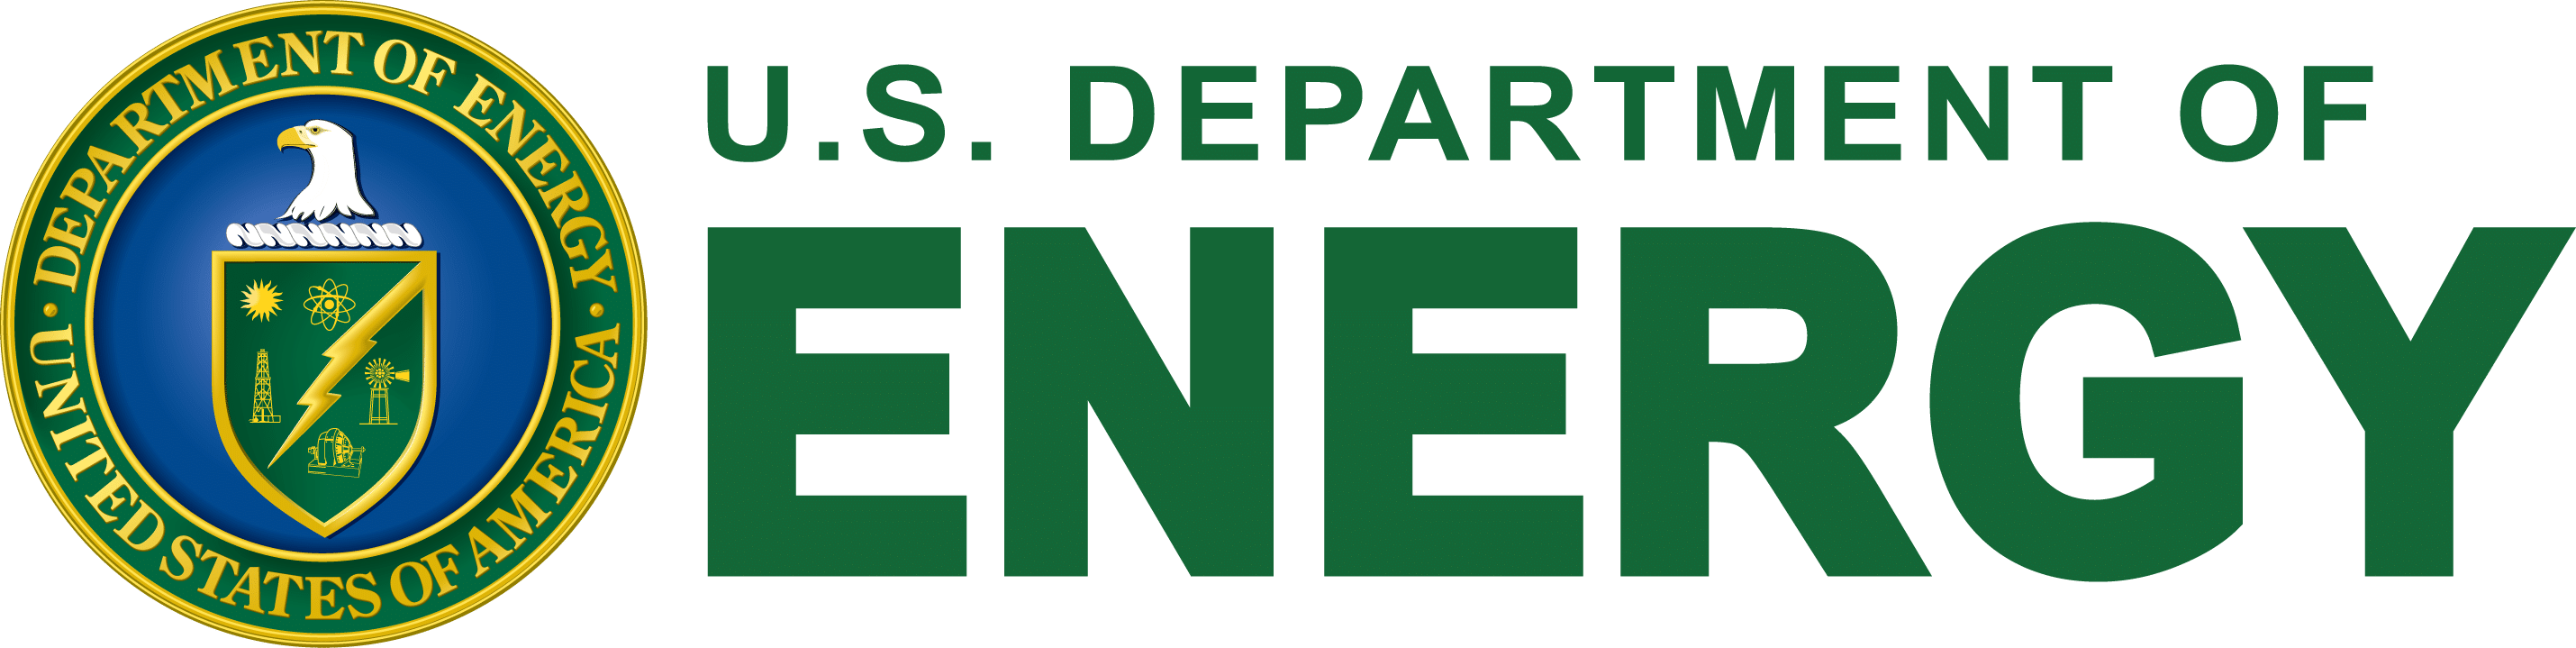 DEPARTMENT OF ENERGY
UNITED STATES OF AMERICA
U.S. DEPARTMENT OF
ENERGY